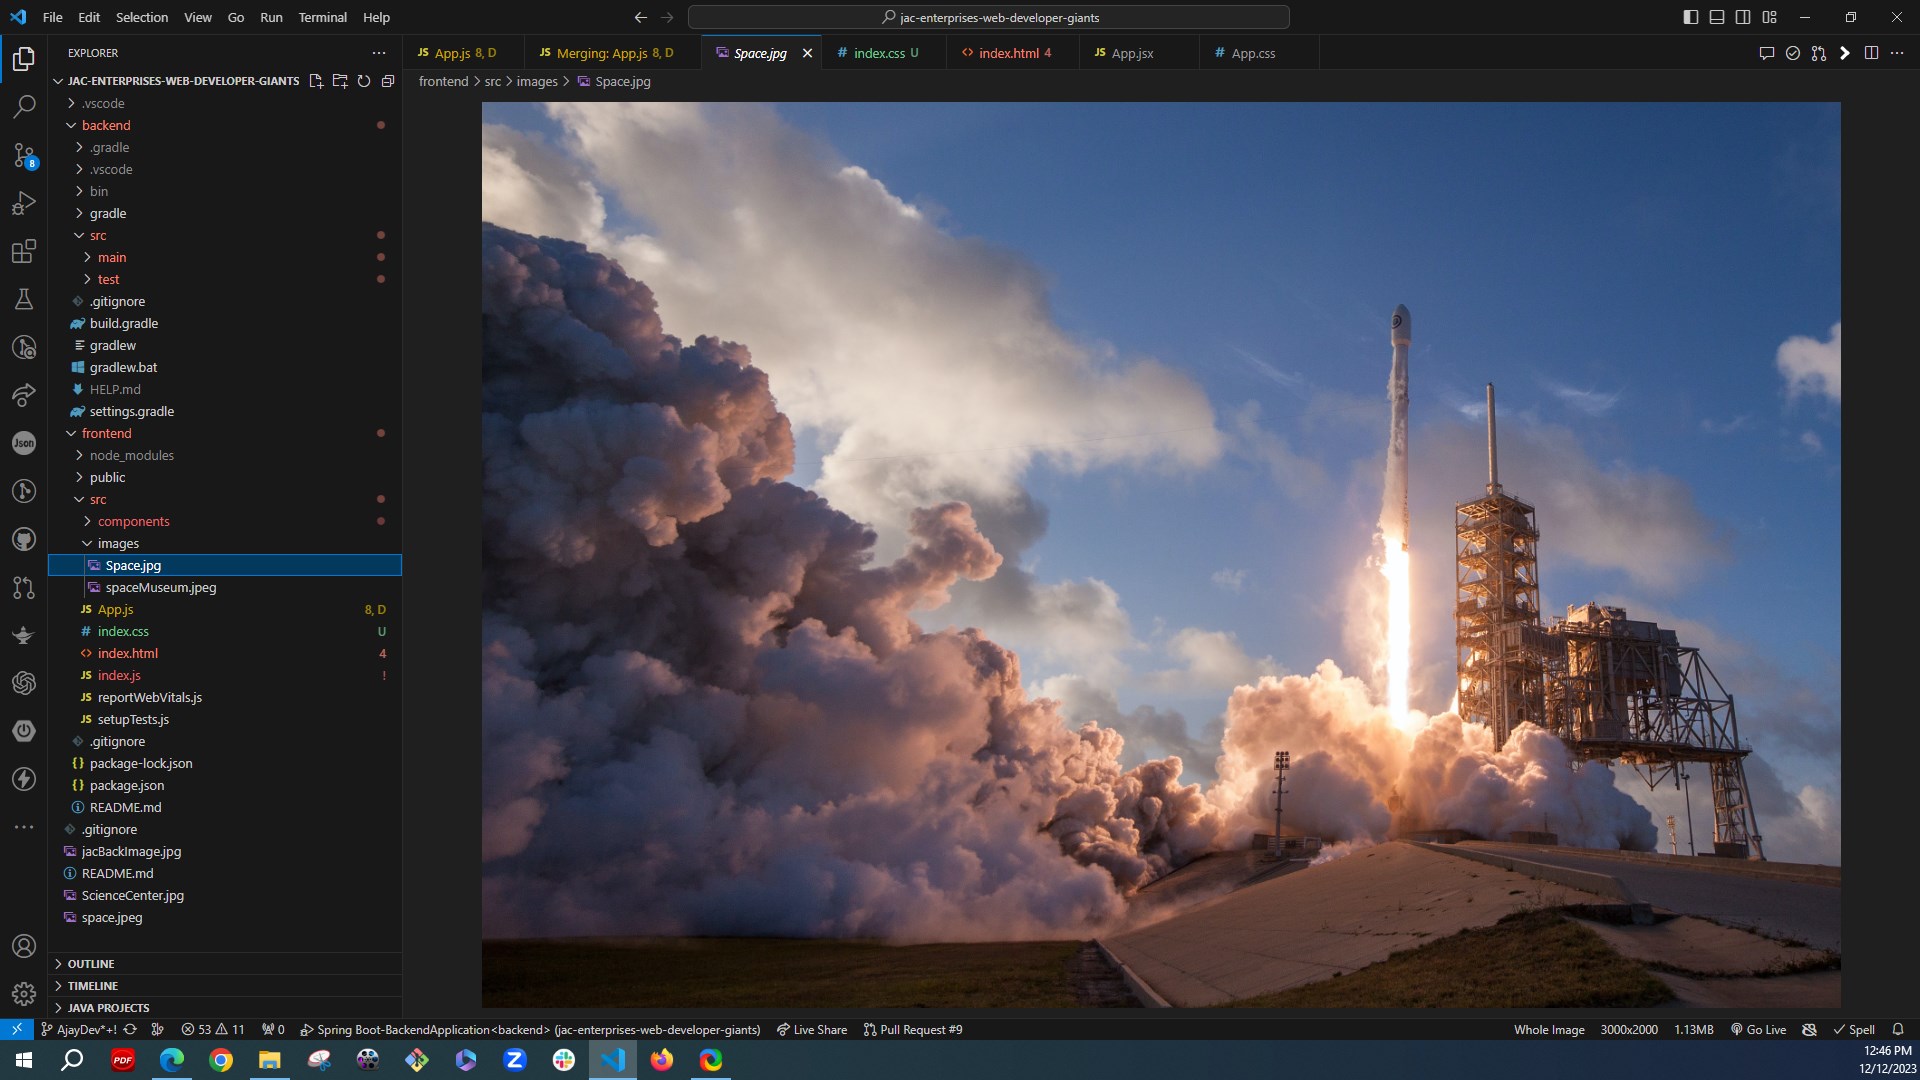 File Edit Selection View Go Run Terminal Help
jac-enterprises-web-developer-giants
EXPLORER
JAC-ENTERPRISES-WEB-DEVELOPER-GIANTS
.vscode
backend
.gradle
.vscode
bin
gradle
src
main
test
.gitignore
build.gradle
gradlew
gradlew.bat
HELP.md
settings.gradle
frontend
node_modules
public
src
components
images
Space.jpg
spaceMuseum.jpeg
JS App.js 8, D
# index.css U
<> index.html 4
JS index.js !
JS reportWebVitals.js
JS setupTests.js
.gitignore
{} package-lock.json
{} package.json
README.md
.gitignore
jacBackImage.jpg
README.md
ScienceCenter.jpg
space.jpeg
OUTLINE
TIMELINE
JAVA PROJECTS
8
Json
JS App.js 8, D
JS Merging: App.js 8, D
Space.jpg
# index.css U
<> index.html 4
JS App.jsx
# App.css
frontend > src > images > Space.jpg
AjayDev*+! 53 11 0 Spring Boot-BackendApplication<backend> (jac-enterprises-web-developer-giants) Live Share Pull Request #9
Whole Image 3000x2000 1.13MB Go Live Spell
PDF
Z
12:46 PM
12/12/2023